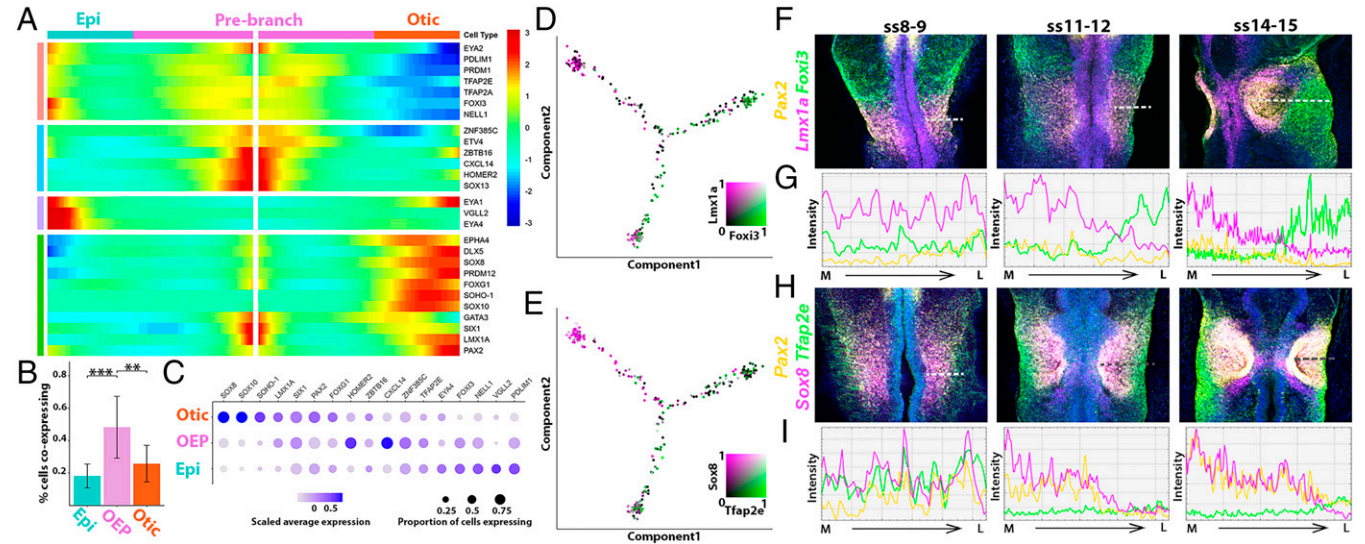 A
Epi
Pre-branch
Otic
Cell Type
EYA2
PDLIM1
PRDM1
TFAP2E
TFAP2A
FOXI3
NELL1
ZNF385C
ETV4
ZBTB16
CXCL14
HOMER2
SOX13
EYA1
VGLL2
EYA4
EPHA4
DLX5
SOX8
PRDM12
FOXG1
SOHO-1
SOX10
GATA3
SIX1
LMX1A
PAX2
3
2
1
0
-1
-2
-3
B
% cells co-expressing
0.8
0.6
0.4
0.2
***
**
Epi
OEP
Otic
C
SOX8
SOX10
SOHO-1
LMX1A
SIX1
PAX2
FOXG1
HOMER2
ZBTB16
CXCL14
ZNF385C
TFAP2E
EYA4
FOXI3
NELL1
VGLL2
PDLIM1
Otic
OEP
Epi
0 0.5
Scaled average expression
0.25 0.5 0.75
Proportion of cells expressing
D
Component2
Component1
1
Lmx1a
0
Foxi3
1
E
Component2
Component1
1
Sox8
0
Tfap2e
1
F
ss8-9
ss11-12
ss14-15
Pax2
Lmx1a Foxi3
G
Intensity
M
L
Intensity
M
L
Intensity
M
L
H
Pax2
Sox8 Tfap2e
I
Intensity
M
L
Intensity
M
L
Intensity
M
L